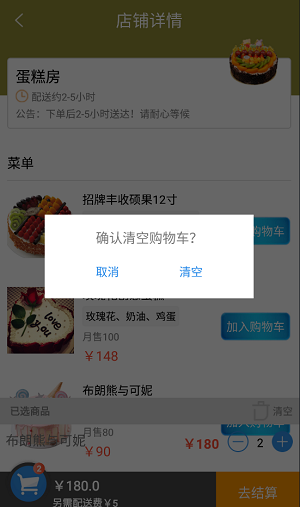 店铺详情
蛋糕房
配送约2-5小时
公告：下单后2-5小时送达！请耐心等候
菜单
招牌丰收硕果12寸
购物车
确认清空购物车？
取消 清空
玫瑰花、奶油、鸡蛋
月售100
￥148
加入购物车
布朗熊与可妮
已选商品 清空
月售80
布朗熊与可妮 ￥180 2
￥90
2
￥180.0
另需配送费￥5
去结算